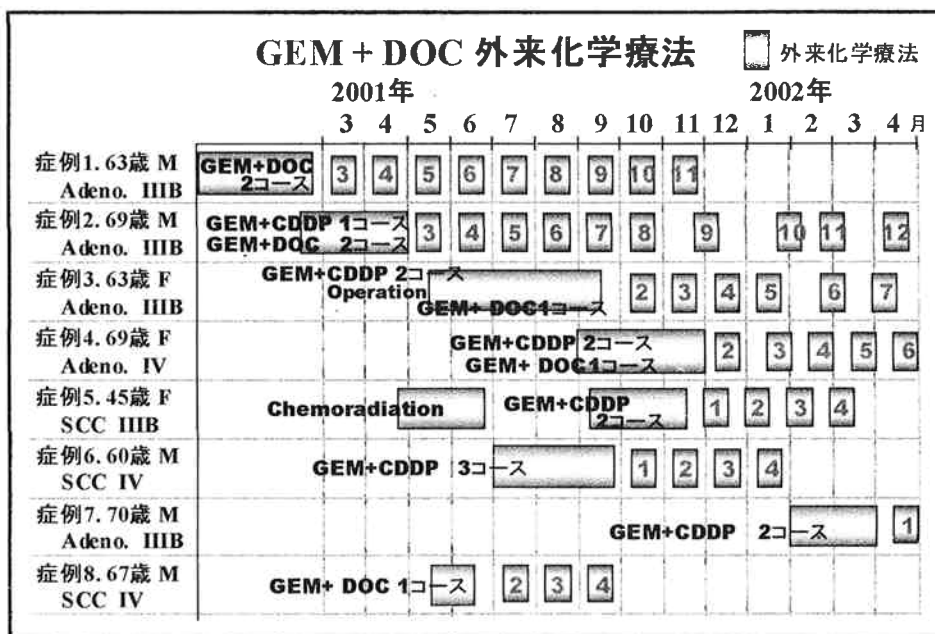 GEM + DOC 外来化学療法
外来化学療法
2001年 2002年
3 4 5 6 7 8 9 10 11 12 1 2 3 4 月
症例1. 63歳 M
Adeno. IIIB
GEM+DOC
2コース
3 4 5 6 7 8 9 10 11
症例2. 69歳 M
Adeno. IIIB
GEM+CDDP 1コース
GEM+DOC 2コース
3 4 5 6 7 8 9 10 11 12
症例3. 63歳 F
Adeno. IIIB
GEM+CDDP 2コース
Operation
GEM+ DOC1コース
2 3 4 5 6 7
症例4. 69歳 F
Adeno. IV
GEM+CDDP 2コース
GEM+ DOC1コース
2 3 4 5 6
症例5. 45歳 F
SCC IIIB
Chemoradiation
GEM+CDDP
2コース
1 2 3 4
症例6. 60歳 M
SCC IV
GEM+CDDP 3コース
1 2 3 4
症例7. 70歳 M
Adeno. IIIB
GEM+CDDP 2コース
1
症例8. 67歳 M
SCC IV
GEM+ DOC 1コース
2 3 4